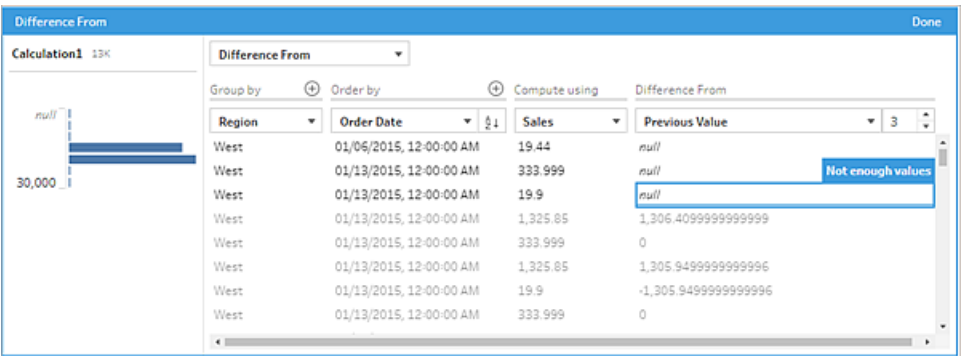 Difference From Done
Calculation1 13K
Difference From
Group by Order by Compute using Difference From
Region Order Date Sales Previous Value 3
null
30,000
West 01/06/2015, 12:00:00 AM 19.44 null
West 01/13/2015, 12:00:00 AM 333.999 null Not enough values
West 01/13/2015, 12:00:00 AM 19.9 null
West 01/13/2015, 12:00:00 AM 1,325.85 1,306.4099999999999
West 01/13/2015, 12:00:00 AM 333.999 0
West 01/13/2015, 12:00:00 AM 1,325.85 1,305.9499999999996
West 01/13/2015, 12:00:00 AM 19.9 -1,305.9499999999996
West 01/13/2015, 12:00:00 AM 333.999 0